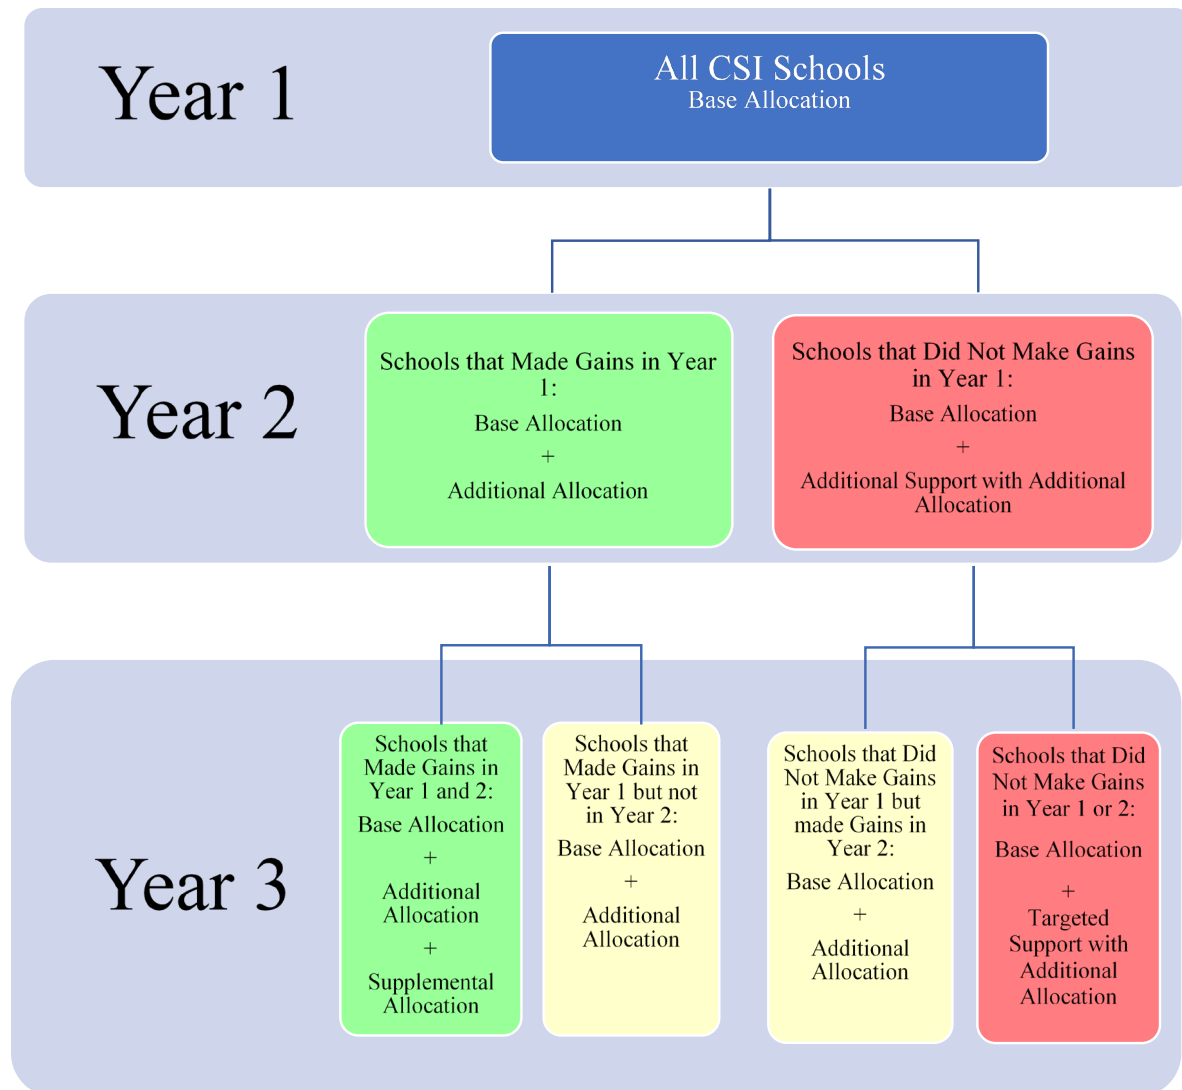 Year 1
All CSI Schools
Base Allocation
Year 2
Schools that Made Gains in Year
1:
Base Allocation
+
Additional Allocation
Schools that Did Not Make Gains
in Year 1:
Base Allocation
+
Additional Support with Additional
Allocation
Year 3
Schools that
Made Gains in
Year 1 and 2:
Base Allocation
+
Additional
Allocation
+
Supplemental
Allocation
Schools that
Made Gains in
Year 1 but not
in Year 2:
Base Allocation
+
Additional
Allocation
Schools that Did
Not Make Gains
in Year 1 but
made Gains in
Year 2:
Base Allocation
+
Additional
Allocation
Schools that Did
Not Make Gains
in Year 1 or 2:
Base Allocation
+
Targeted
Support with
Additional
Allocation